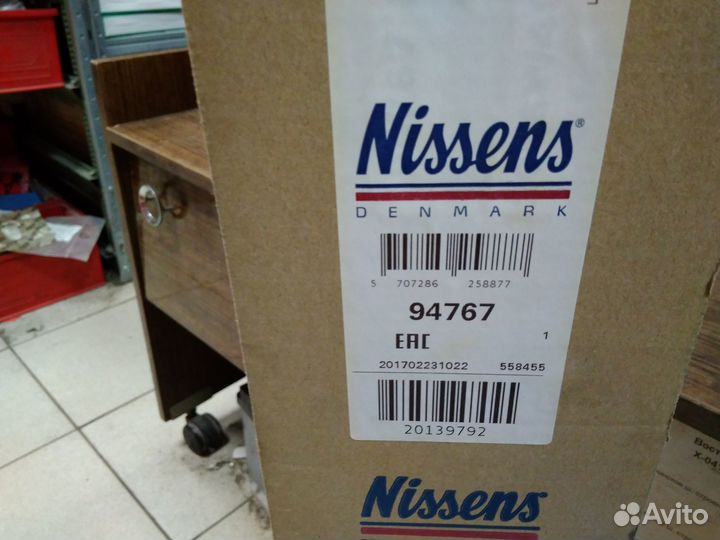 Nissens®
DENMARK
5 707286 258877
94767
EAC 1
201702231022 558455
20139792
Nissens
Avito